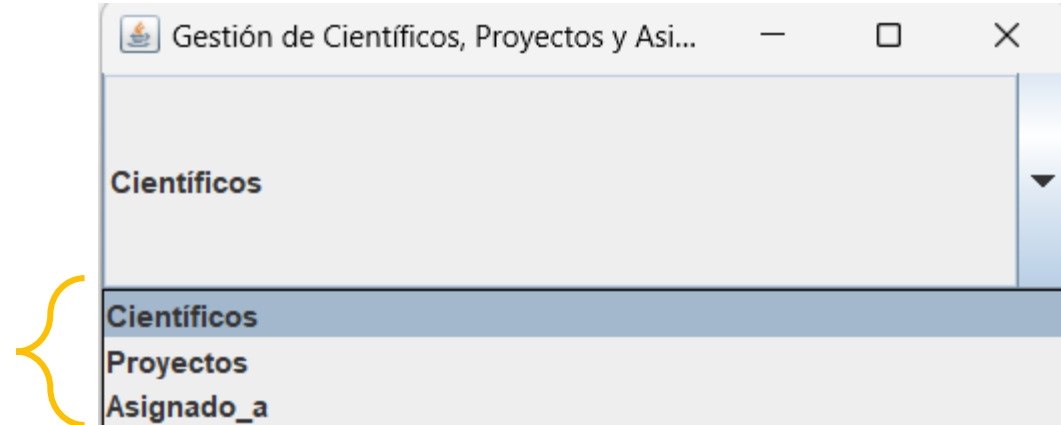 Gestión de Científicos, Proyectos y Asi...
Científicos
Científicos
Proyectos
Asignado_a